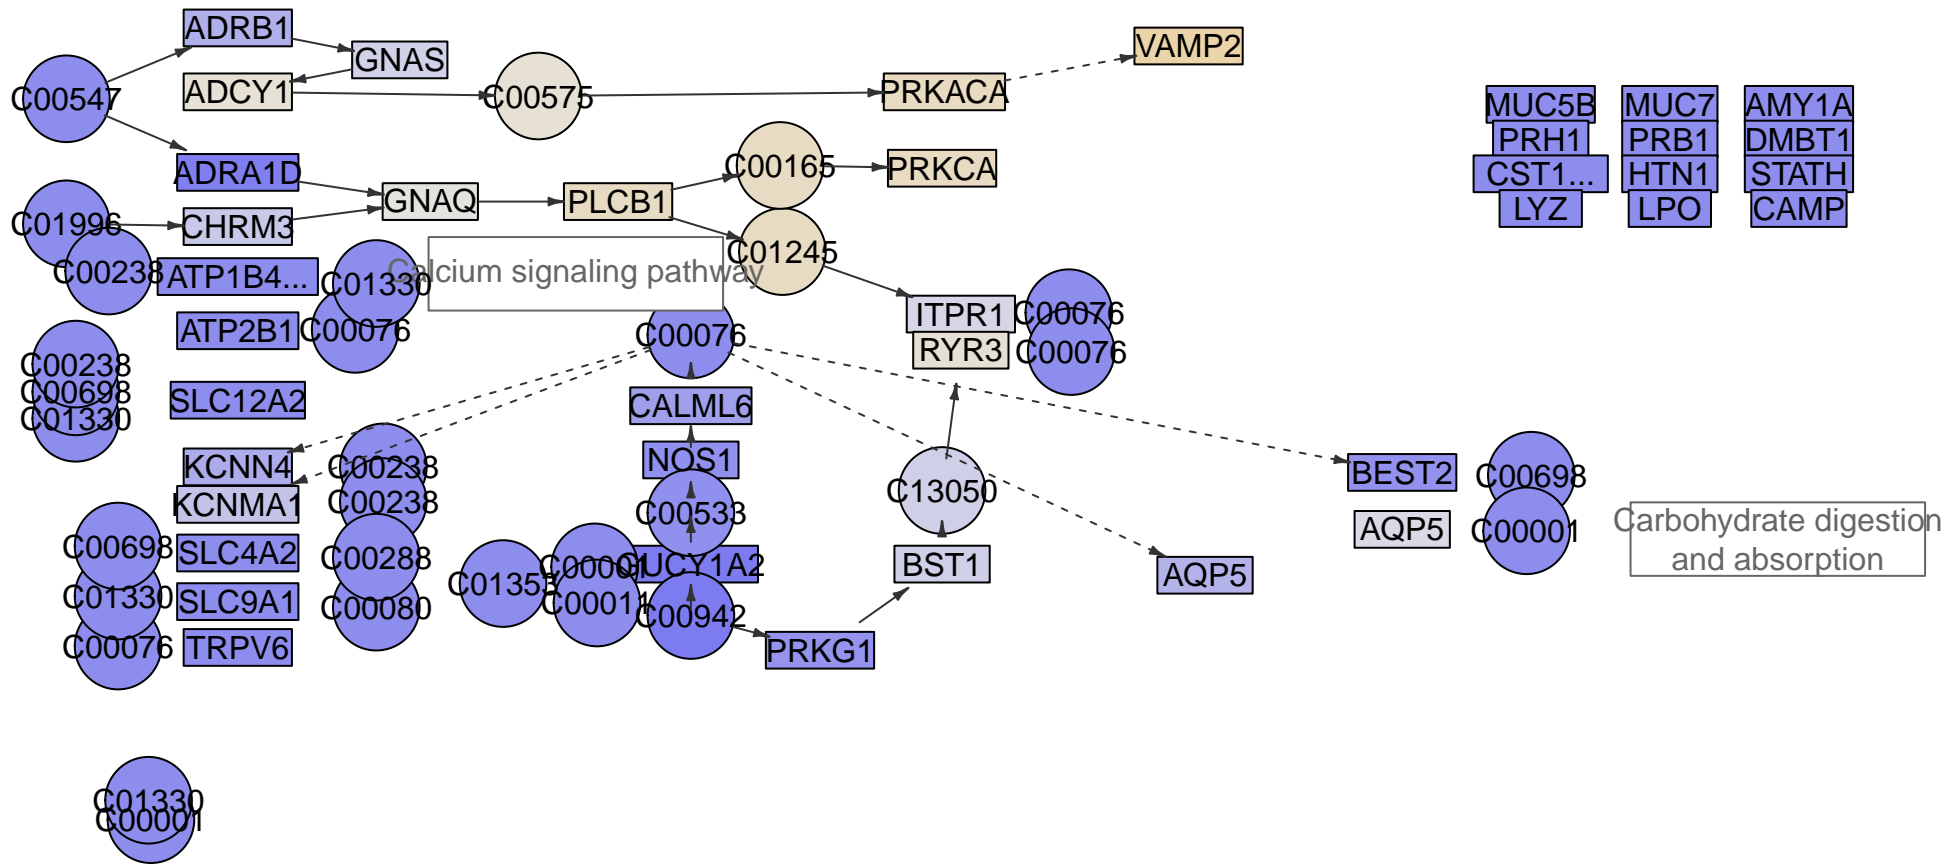 ADRB1
GNAS
VAMP2
C00547
ADCY1
C00575
PRKACA
MUC5B
MUC7
AMY1A
PRH1
PRB1
DMBT1
ADRA1D
C00165
PRKCA
CST1...
HTN1
STATH
GNAQ
PLCB1
LYZ
LPO
CAMP
C01996
CHRM3
C01245
C00238
ATP1B4...
C01330
Calcium signaling pathway
ATP2B1
C00076
C00076
ITPR1
C00076
RYR3
C00076
C00238
C00698
C01330
SLC12A2
CALML6
KCNN4
C00238
NOS1
BEST2
C00698
KCNMA1
C00238
C00533
C13050
AQP5
C00001
Carbohydrate digestion
and absorption
C00698
SLC4A2
C00288
C01353
C00001
GUCY1A2
BST1
AQP5
C01330
SLC9A1
C00080
C00011
C00942
C00076
TRPV6
PRKG1
C01330
C00001